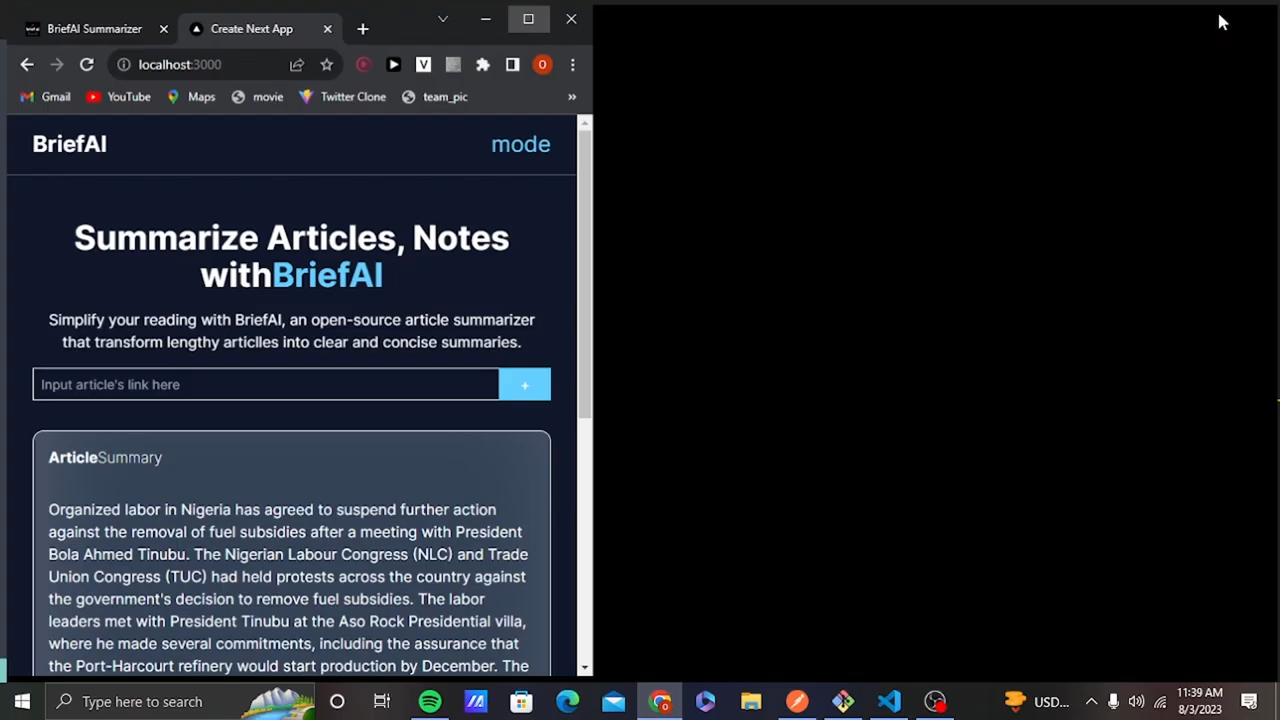 BriefAI Summarizer
Create Next App
localhost:3000
V
O
Gmail
YouTube
Maps
movie
Twitter Clone
team_pic
»
BriefAI
mode
Summarize Articles, Notes
withBriefAI
Simplify your reading with BriefAI, an open-source article summarizer
that transform lengthy articlles into clear and concise summaries.
Input article's link here
+
ArticleSummary
Organized labor in Nigeria has agreed to suspend further action
against the removal of fuel subsidies after a meeting with President
Bola Ahmed Tinubu. The Nigerian Labour Congress (NLC) and Trade
Union Congress (TUC) had held protests across the country against
the government's decision to remove fuel subsidies. The labor
leaders met with President Tinubu at the Aso Rock Presidential villa,
where he made several commitments, including the assurance that
the Port-Harcourt refinery would start production by December. The
Type here to search
USD...
11:39 AM
8/3/2023